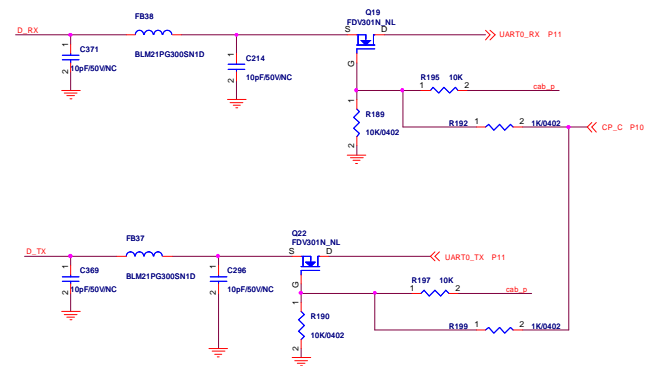 Q19
FB38
FDV301N_NL
D_RX
S D
UART0_RX P11
1
C371
2
10pF/50V/NC
BLM21PG300SN1D
1
C214
2
10pF/50V/NC
G
R195 10K
1 2
cab_p
1
R189
2
10K/0402
R192 1 2 1K/0402
CP_C P10
Q22
FB37
FDV301N_NL
D_TX
S D
UART0_TX P11
1
C369
2
10pF/50V/NC
BLM21PG300SN1D
1
C296
2
10pF/50V/NC
G
R197 10K
1 2
cab_p
1
R190
2
10K/0402
R199 1 2 1K/0402